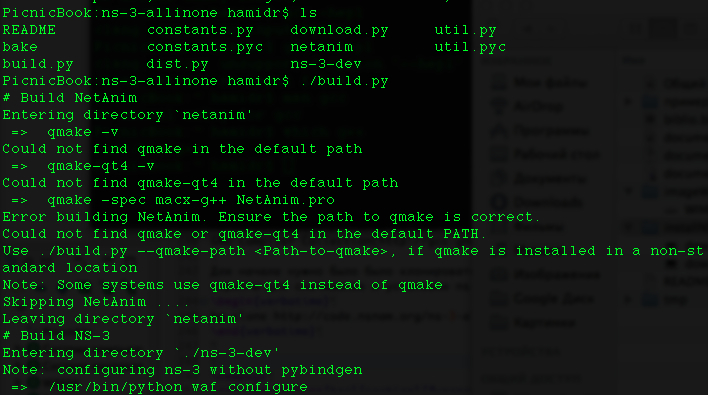 PicnicBook:ns-3-allinone hamidr$ ls
README constants.py download.py util.py
bake constants.pyc netanim util.pyc
build.py dist.py ns-3-dev
PicnicBook:ns-3-allinone hamidr$ ./build.py
# Build NetAnim
Entering directory `netanim'
=> qmake -v
Could not find qmake in the default path
=> qmake-qt4 -v
Could not find qmake-qt4 in the default path
=> qmake -spec macx-g++ NetAnim.pro
Error building NetAnim. Ensure the path to qmake is correct.
Could not find qmake or qmake-qt4 in the default PATH.
Use ./build.py --qmake-path <Path-to-qmake>, if qmake is installed in a non-st
andard location
Note: Some systems use qmake-qt4 instead of qmake
Skipping NetAnim ....
Leaving directory `netanim'
# Build NS-3
Entering directory `./ns-3-dev'
Note: configuring ns-3 without pybindgen
=> /usr/bin/python waf configure